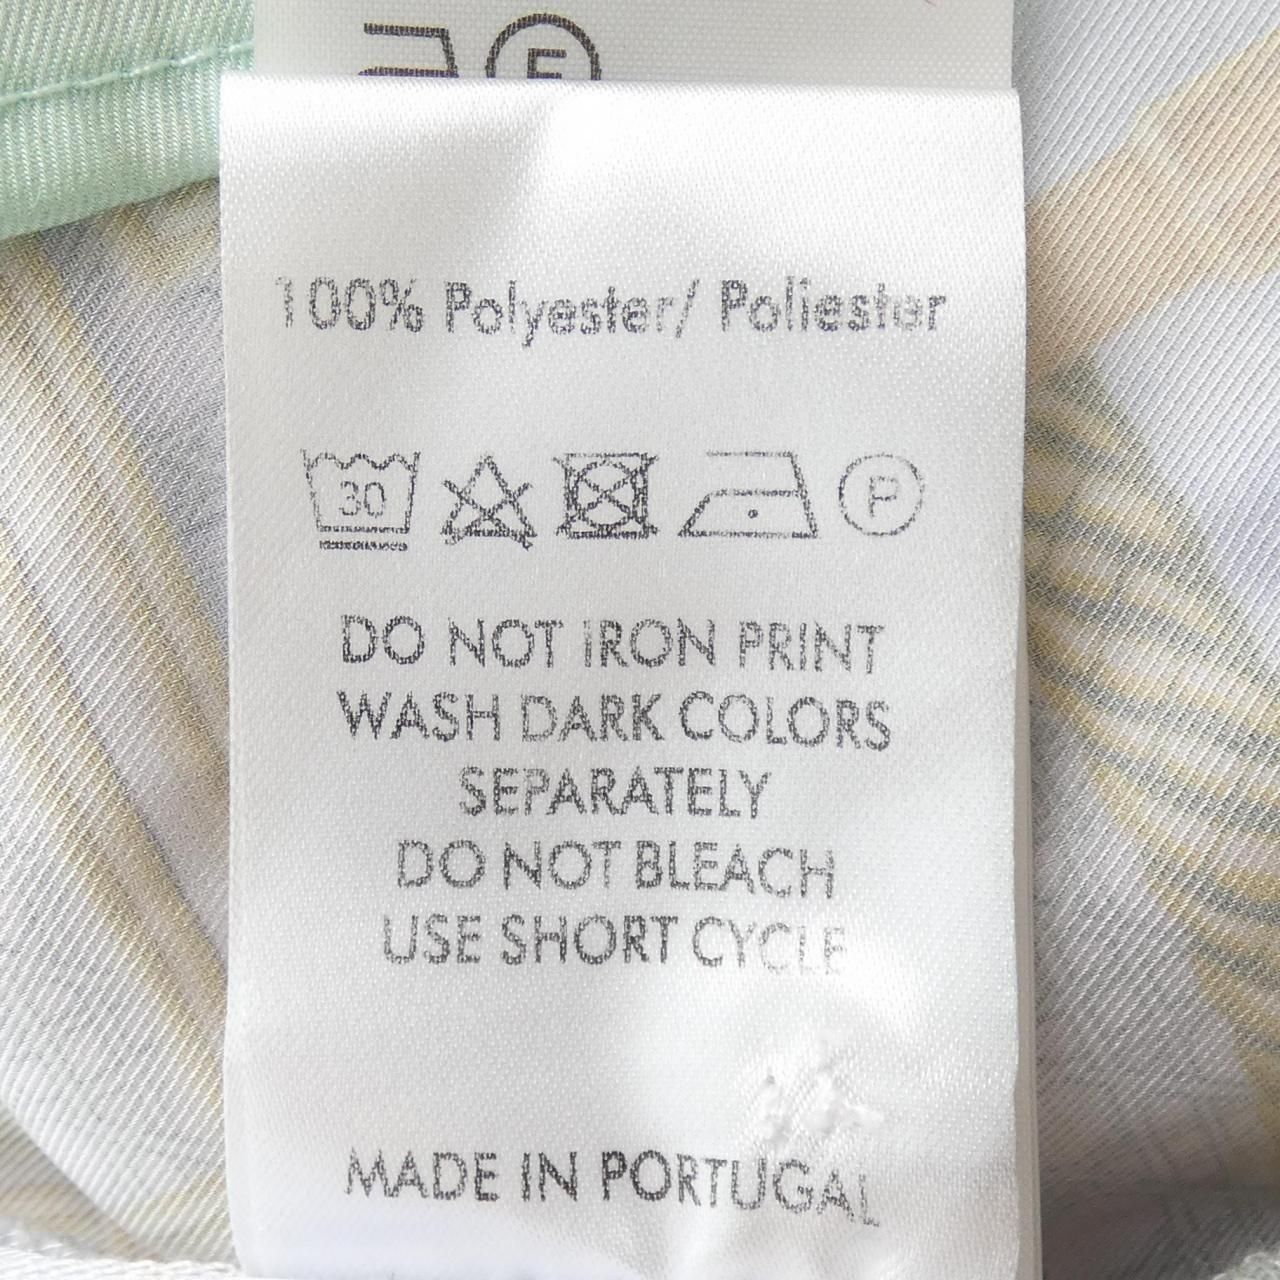 F
100% Polyester/ Poliester
30 P
DO NOT IRON PRINT
WASH DARK COLORS
SEPARATELY
DO NOT BLEACH
USE SHORT CYCLE
MADE IN PORTUGAL